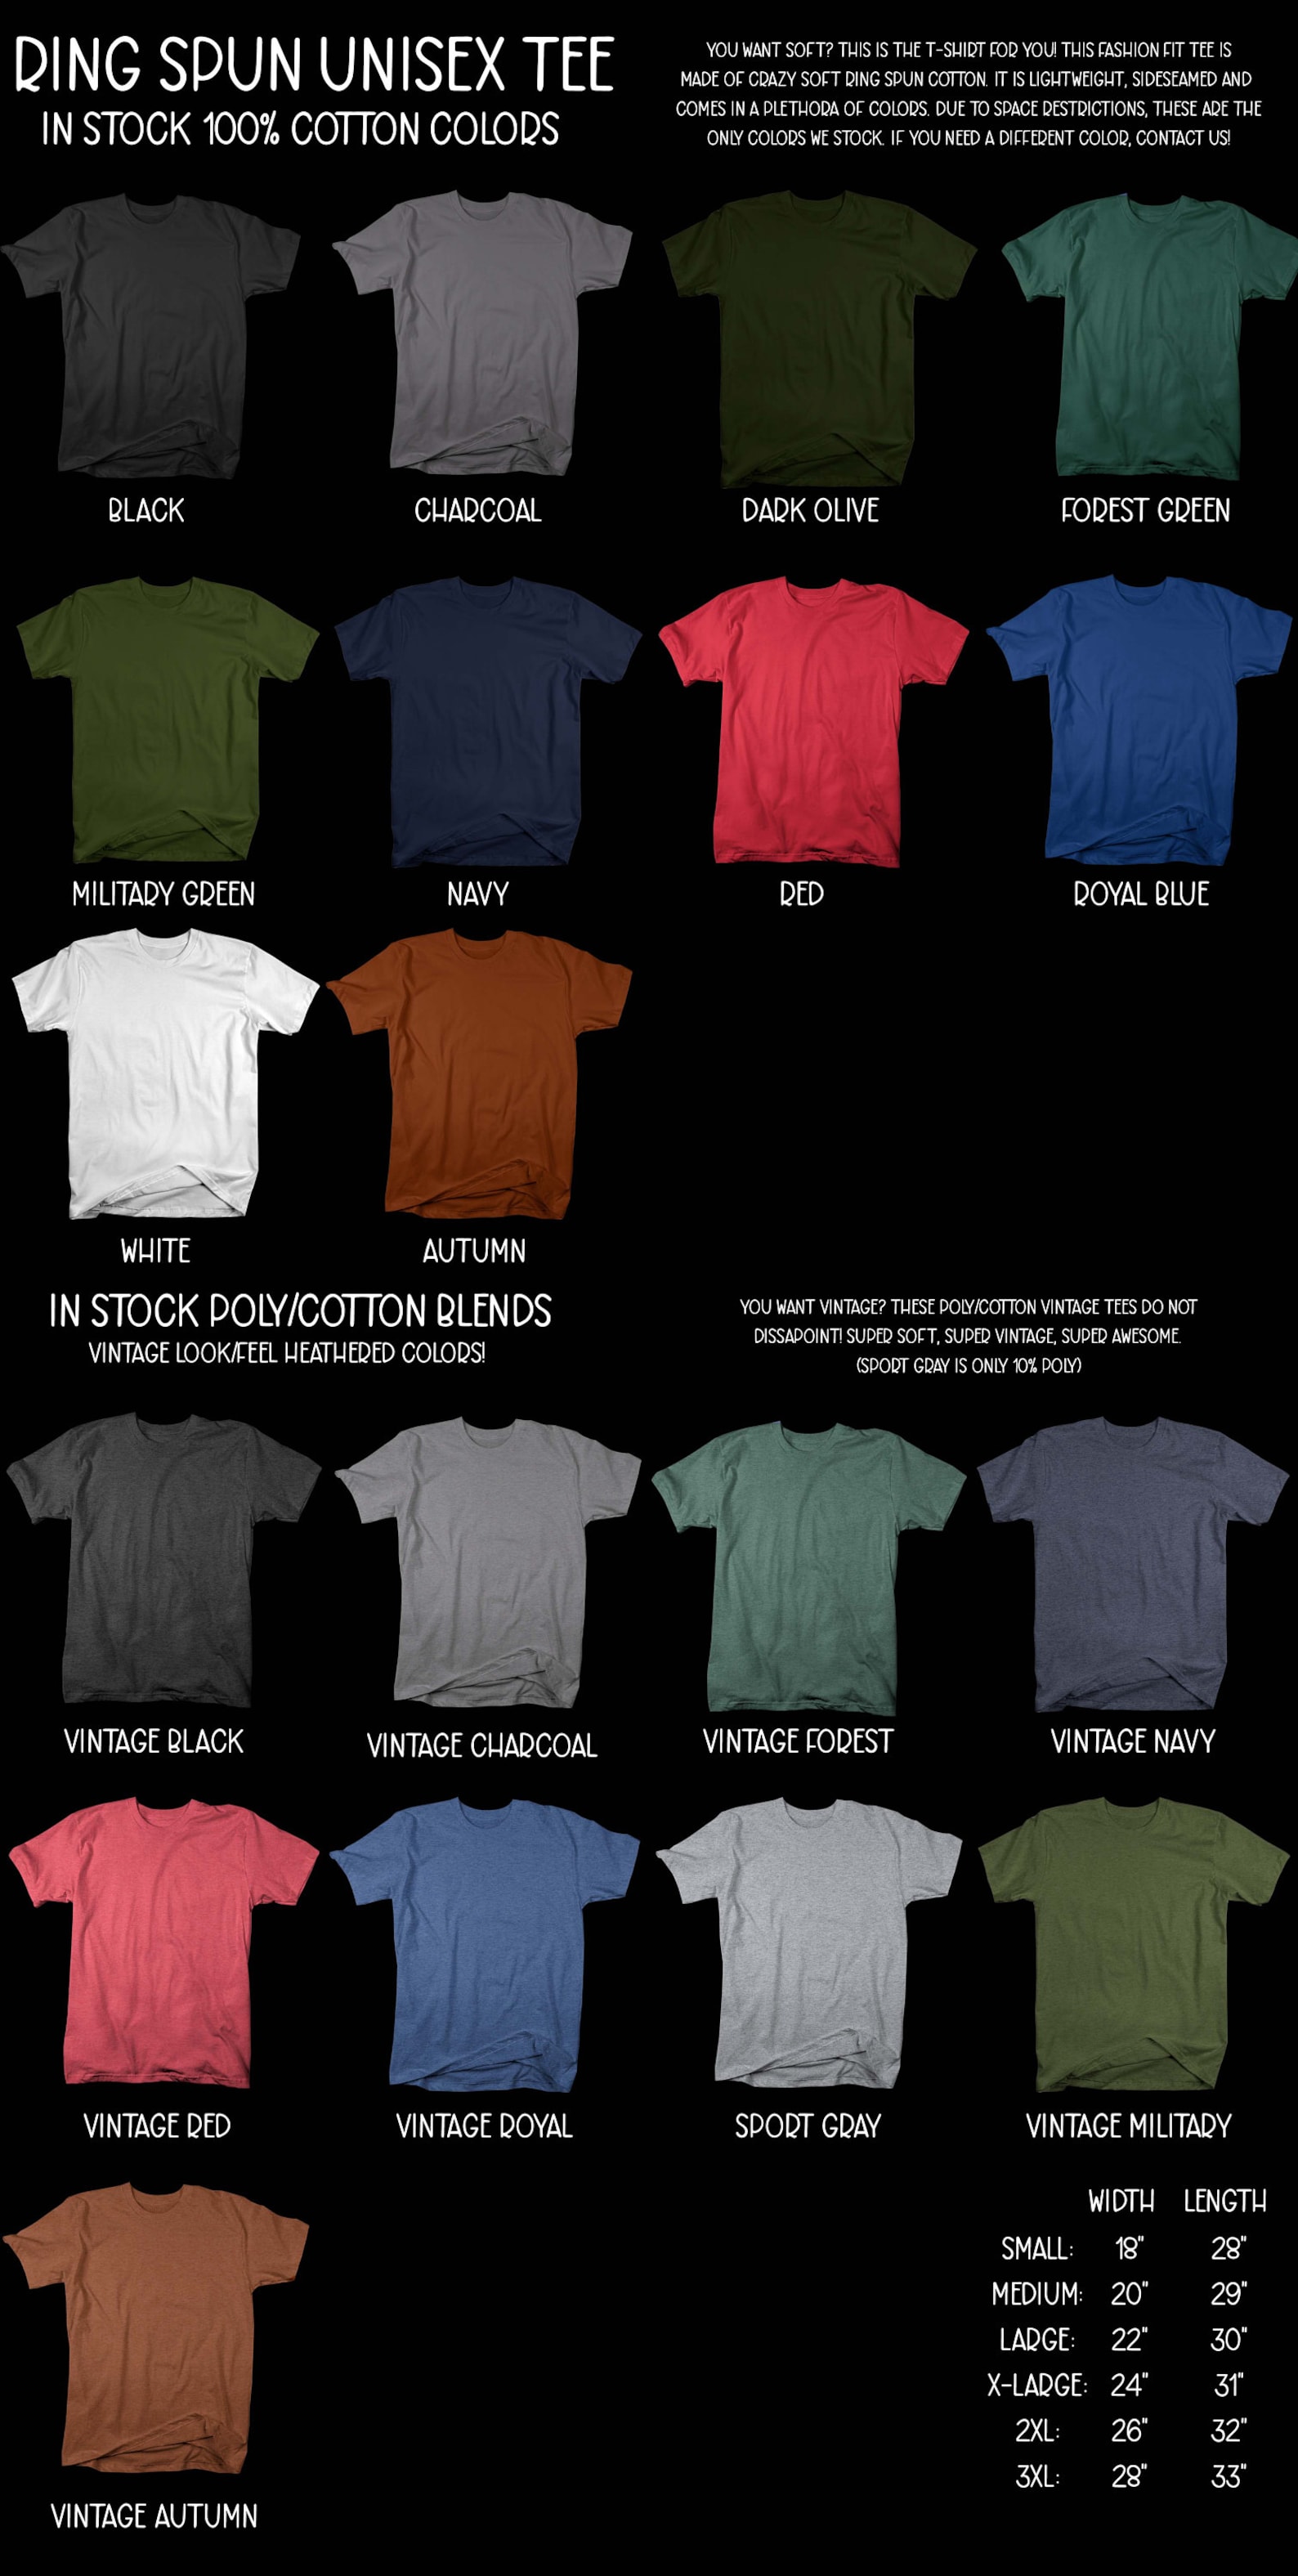 RING SPUN UNISEX TEE
IN STOCK 100% COTTON COLORS
YOU WANT SOFT? THIS IS THE T-SHIRT FOR YOU! THIS FASHION FIT TEE IS
MADE OF CRAZY SOFT RING SPUN COTTON. IT IS LIGHTWEIGHT, SIDESEAMED AND
COMES IN A PLETHORA OF COLORS. DUE TO SPACE RESTRICTIONS, THESE ARE THE
ONLY COLORS WE STOCK. IF YOU NEED A DIFFERENT COLOR, CONTACT US!
BLACK
CHARCOAL
DARK OLIVE
FOREST GREEN
MILITARY GREEN
NAVY
RED
ROYAL BLUE
WHITE
AUTUMN
IN STOCK POLY/COTTON BLENDS
VINTAGE LOOK/FEEL HEATHERED COLORS!
YOU WANT VINTAGE? THESE POLY/COTTON VINTAGE TEES DO NOT
DISSAPOINT! SUPER SOFT, SUPER VINTAGE, SUPER AWESOME.
(SPORT GRAY IS ONLY 10% POLY)
VINTAGE BLACK
VINTAGE CHARCOAL
VINTAGE FOREST
VINTAGE NAVY
VINTAGE RED
VINTAGE ROYAL
SPORT GRAY
VINTAGE MILITARY
VINTAGE AUTUMN
WIDTH LENGTH
SMALL: 18" 28"
MEDIUM: 20" 29"
LARGE: 22" 30"
X-LARGE: 24" 31"
2XL: 26" 32"
3XL: 28" 33"